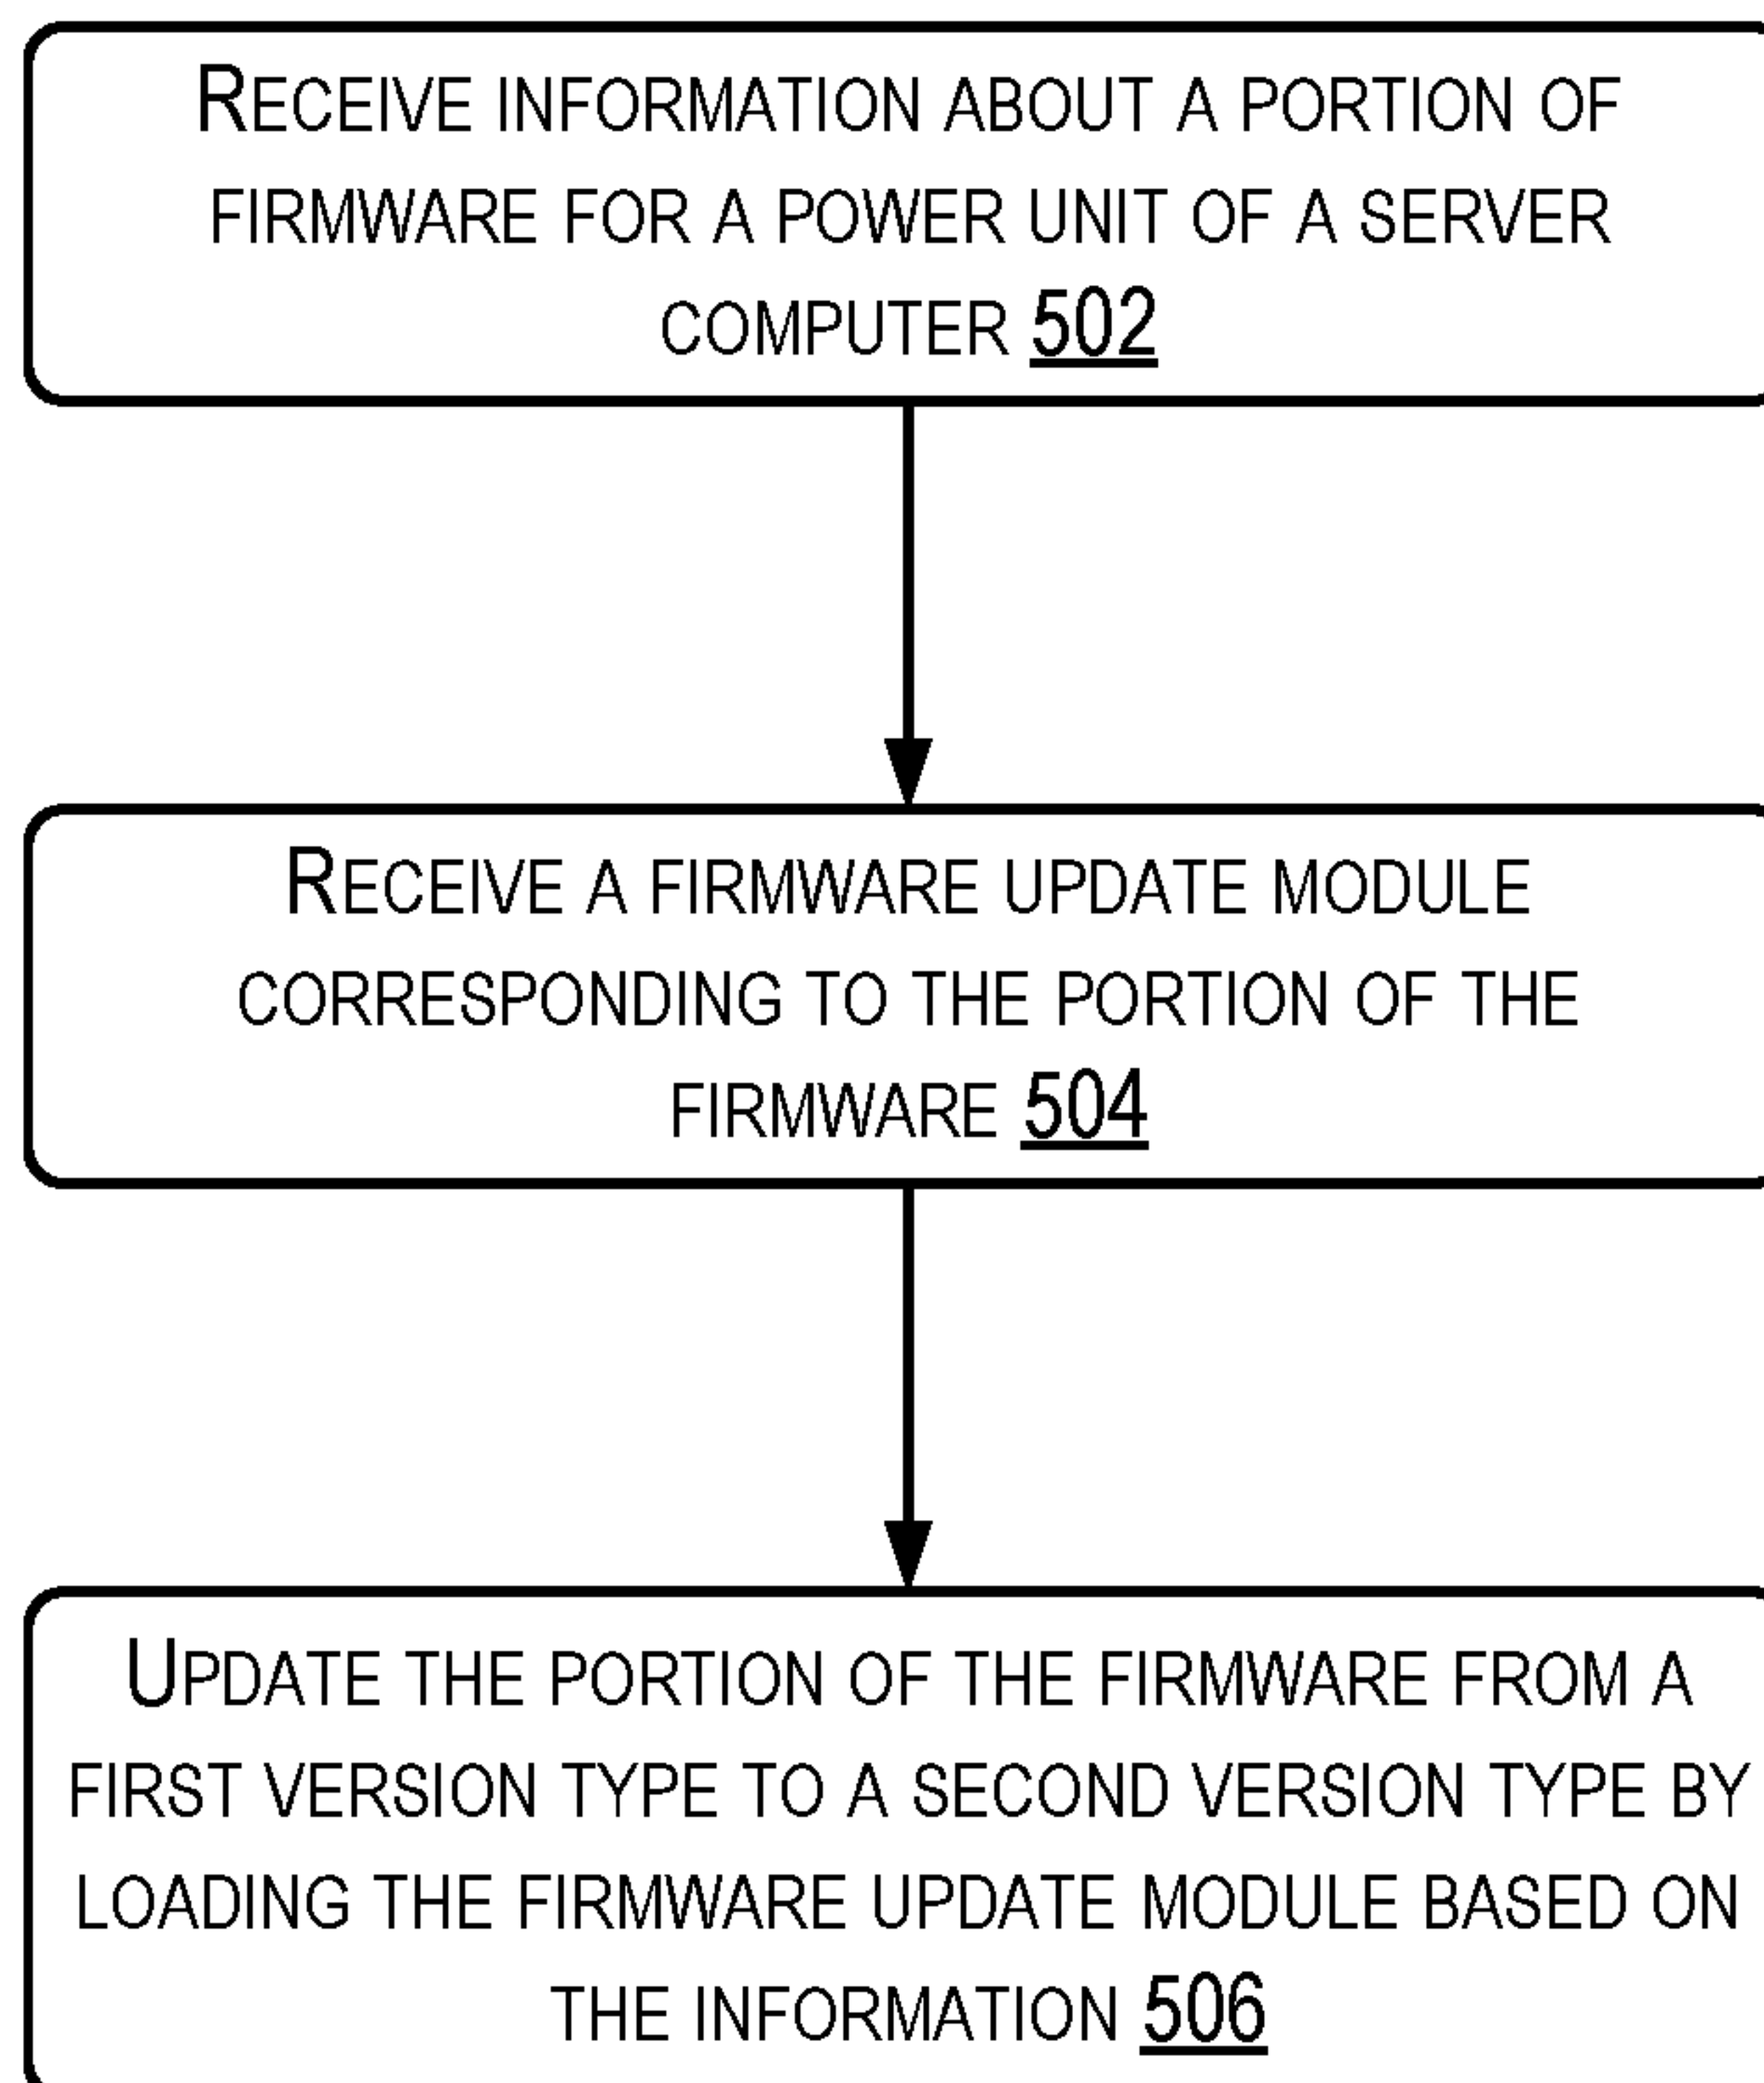 RECEIVE INFORMATION ABOUT A PORTION OF
FIRMWARE FOR A POWER UNIT OF A SERVER
COMPUTER 502
RECEIVE A FIRMWARE UPDATE MODULE
CORRESPONDING TO THE PORTION OF THE
FIRMWARE 504
UPDATE THE PORTION OF THE FIRMWARE FROM A
FIRST VERSION TYPE TO A SECOND VERSION TYPE BY
LOADING THE FIRMWARE UPDATE MODULE BASED ON
THE INFORMATION 506